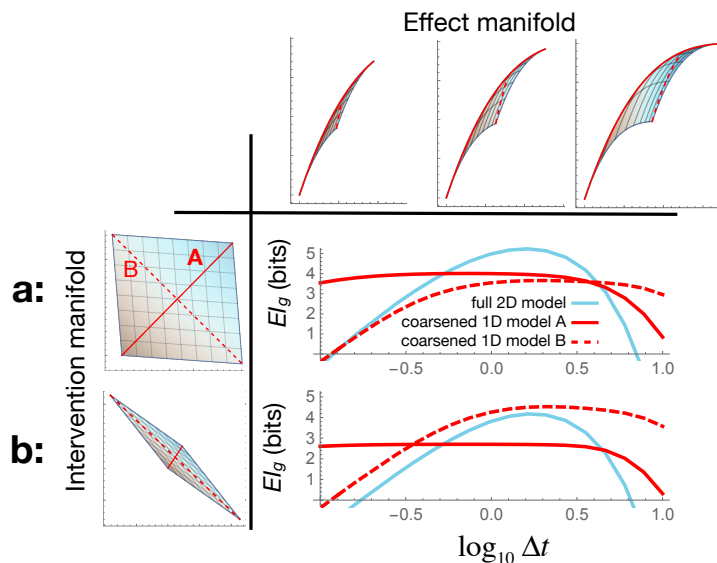 Effect manifold
Intervention manifold
a:
A
B
EI_g (bits)
5
4
3
2
1
full 2D model
coarsened 1D model A
coarsened 1D model B
−0.5
0.0
0.5
1.0
b:
EI_g (bits)
5
4
3
2
1
−0.5
0.0
0.5
1.0
log₁₀ Δt